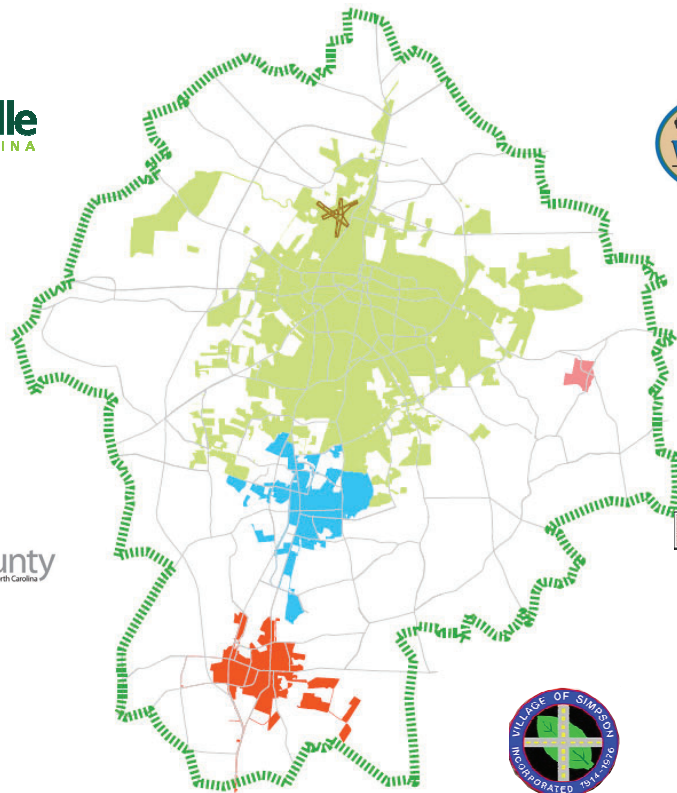 lle
INA
unty
rth Carolina
VILLAGE OF SIMPSON
INCORPORATED 1914-1976